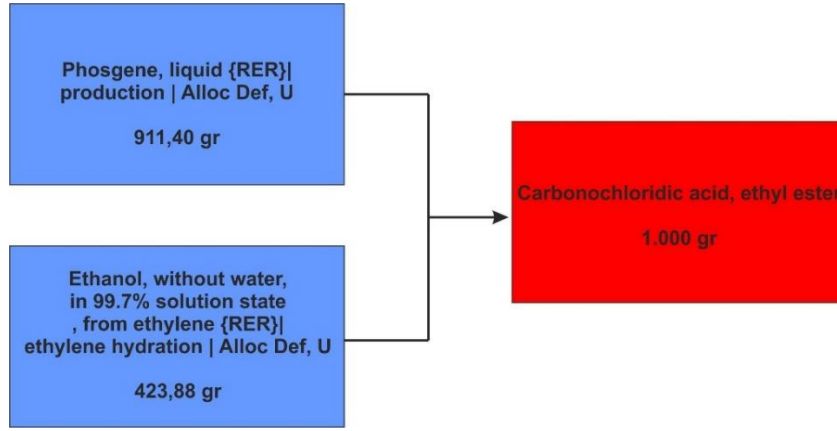 Phosgene, liquid {RER}|
production | Alloc Def, U
911,40 gr
Ethanol, without water,
in 99.7% solution state
, from ethylene {RER}|
ethylene hydration | Alloc Def, U
423,88 gr
Carbonochloridic acid, ethyl ester
1.000 gr